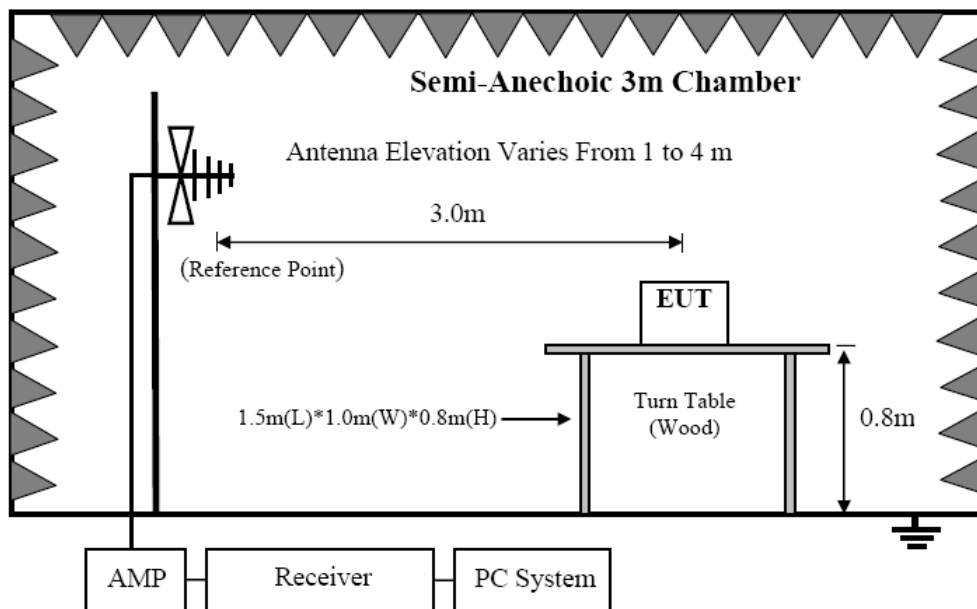 Semi-Anechoic 3m Chamber
Antenna Elevation Varies From 1 to 4 m
3.0m
(Reference Point)
EUT
1.5m(L)*1.0m(W)*0.8m(H)
Turn Table
(Wood)
0.8m
AMP
Receiver
PC System